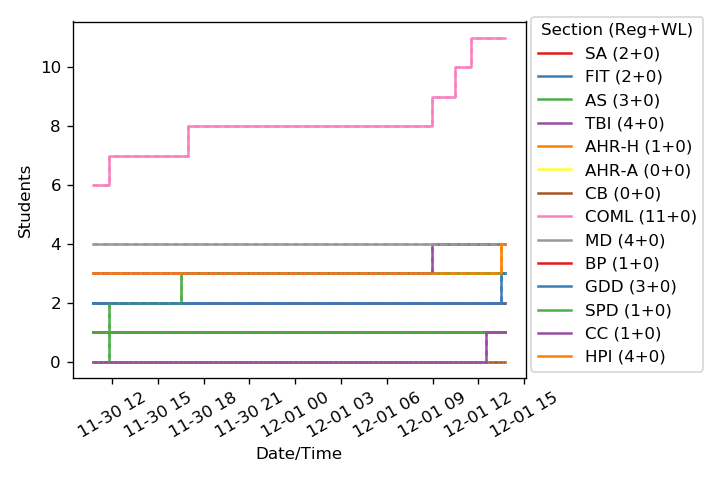 Section (Reg+WL)
SA (2+0)
FIT (2+0)
AS (3+0)
TBI (4+0)
AHR-H (1+0)
AHR-A (0+0)
CB (0+0)
COML (11+0)
MD (4+0)
BP (1+0)
GDD (3+0)
SPD (1+0)
CC (1+0)
HPI (4+0)
Students
10
8
6
4
2
0
11-30 12
11-30 15
11-30 18
11-30 21
12-01 00
12-01 03
12-01 06
12-01 09
12-01 12
12-01 15
Date/Time